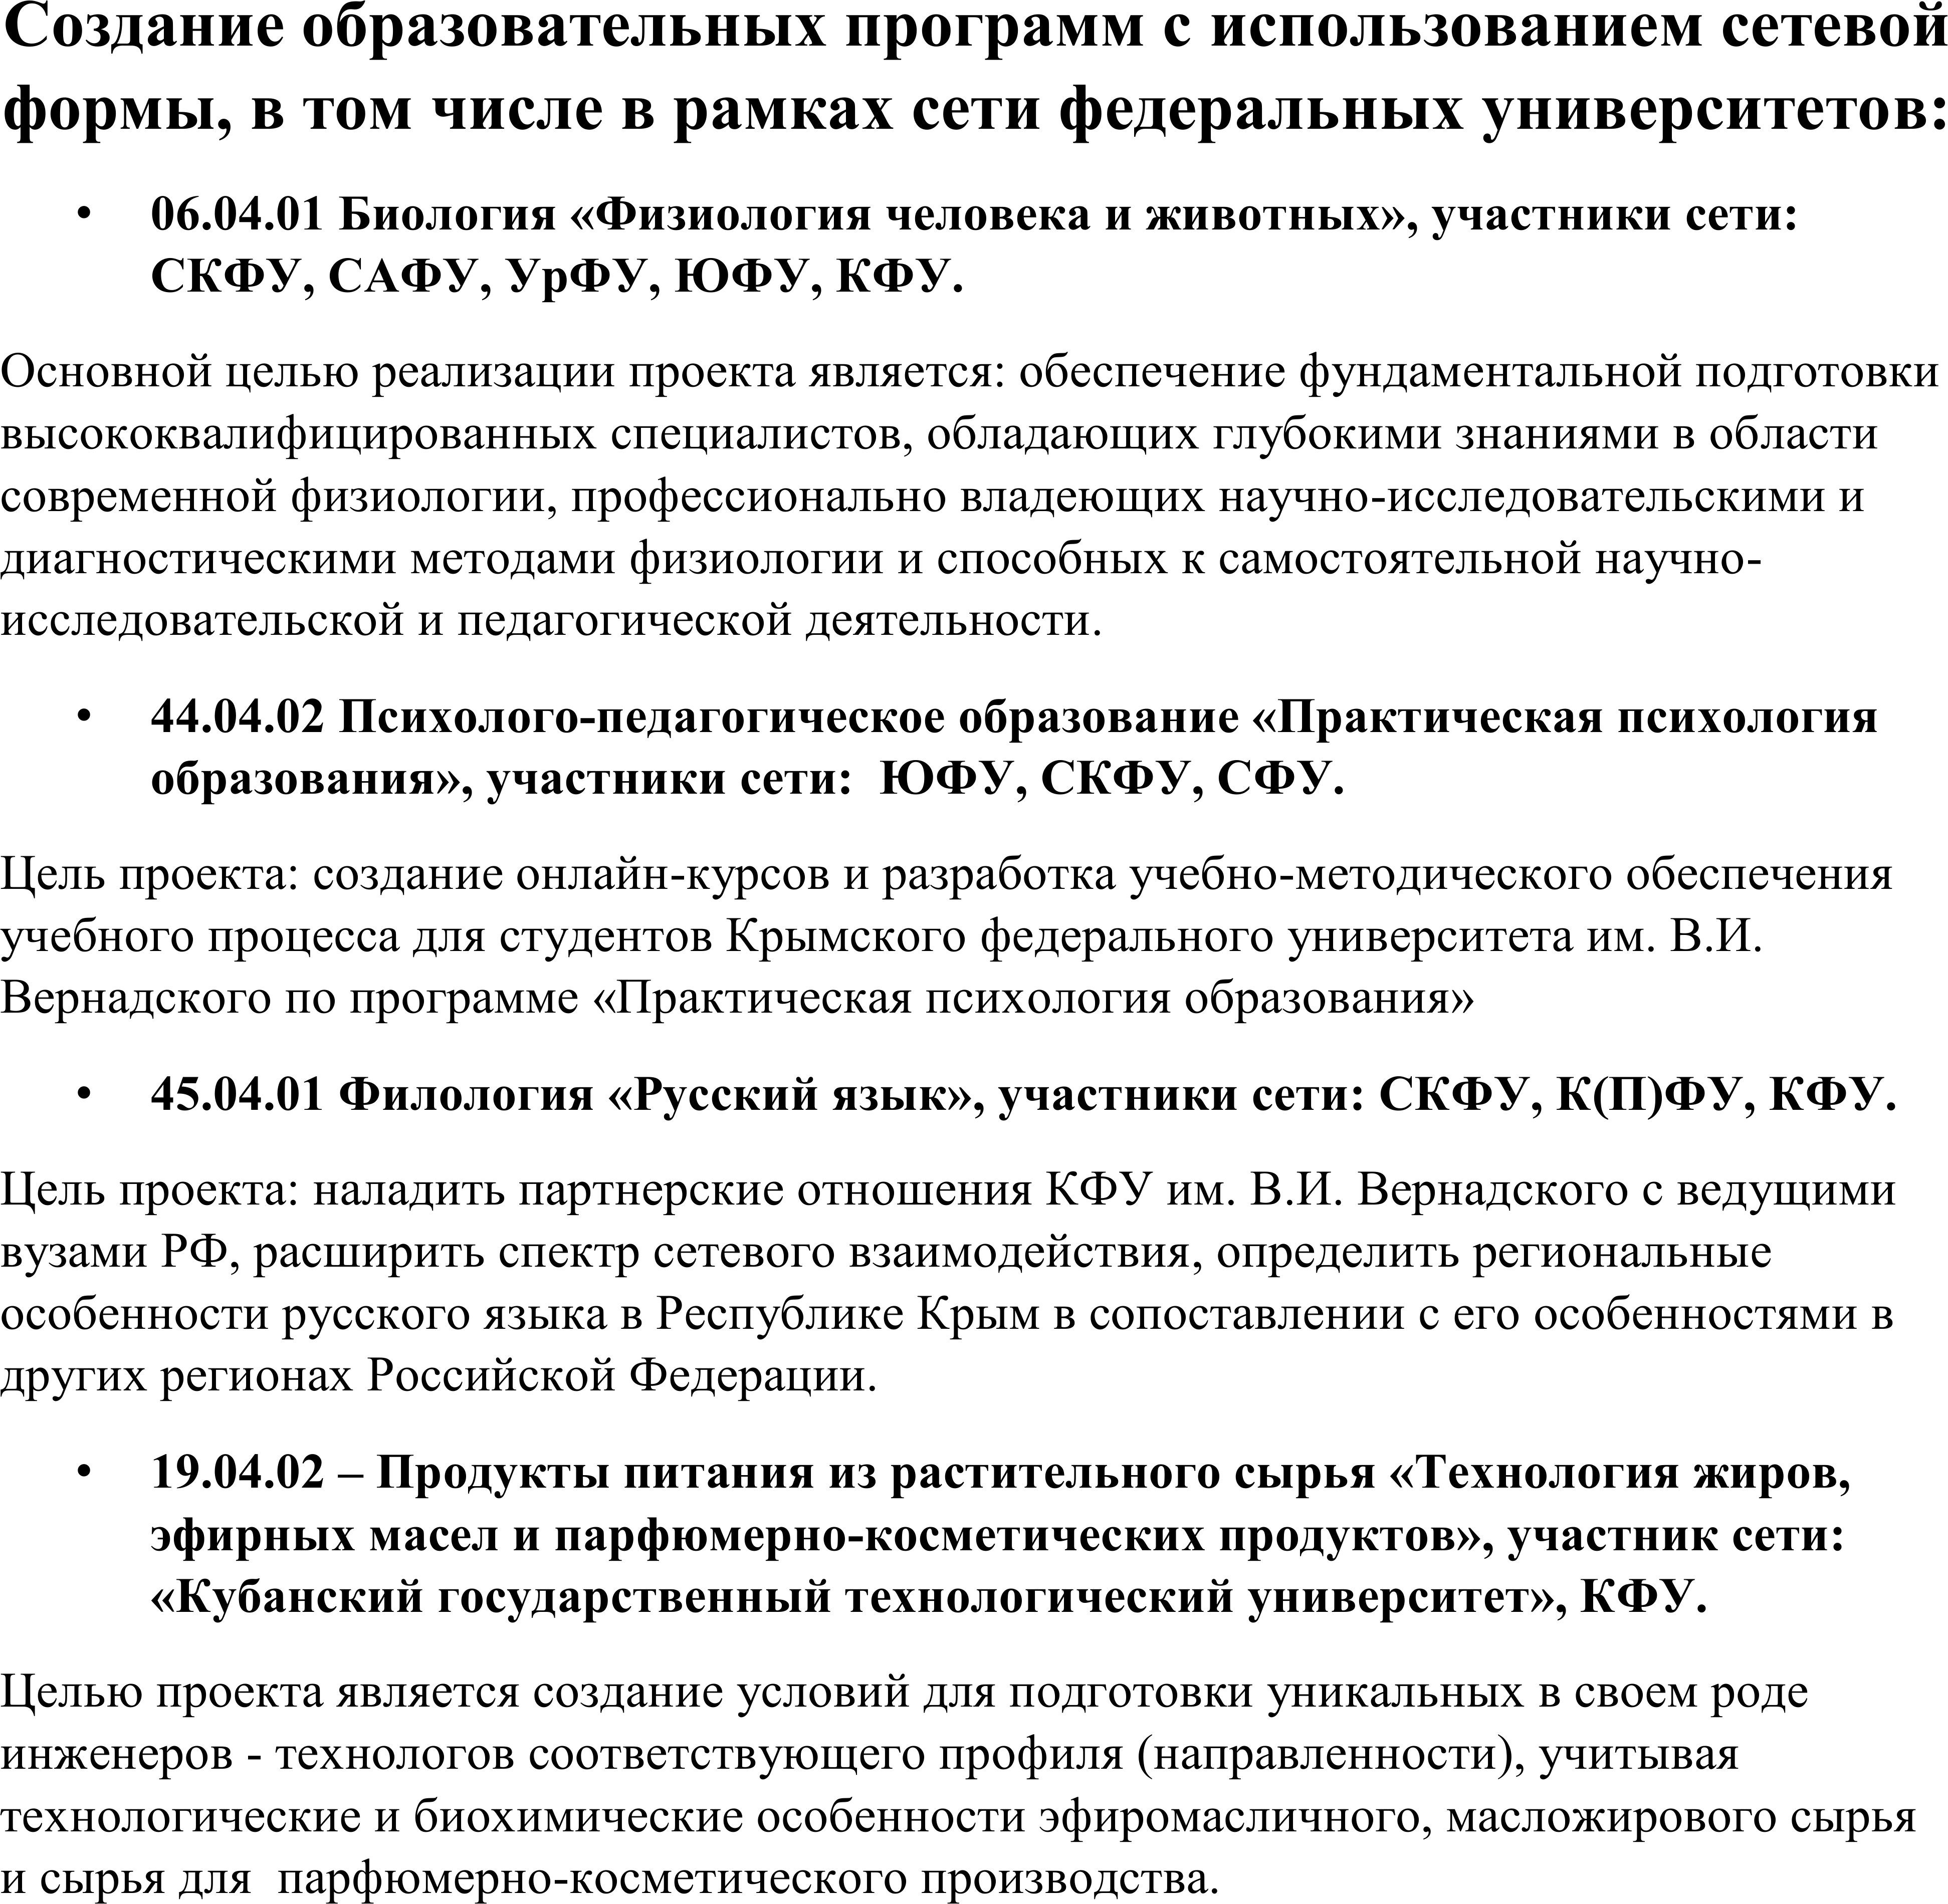 Создание образовательных программ с использованием сетевой
формы, в том числе в рамках сети федеральных университетов:
• 06.04.01 Биология «Физиология человека и животных», участники сети:
СКФУ, САФУ, УрФУ, ЮФУ, КФУ.
Основной целью реализации проекта является: обеспечение фундаментальной подготовки
высококвалифицированных специалистов, обладающих глубокими знаниями в области
современной физиологии, профессионально владеющих научно-исследовательскими и
диагностическими методами физиологии и способных к самостоятельной научно-
исследовательской и педагогической деятельности.
• 44.04.02 Психолого-педагогическое образование «Практическая психология
образования», участники сети:  ЮФУ, СКФУ, СФУ.
Цель проекта: создание онлайн-курсов и разработка учебно-методического обеспечения
учебного процесса для студентов Крымского федерального университета им. В.И.
Вернадского по программе «Практическая психология образования»
• 45.04.01 Филология «Русский язык», участники сети: СКФУ, К(П)ФУ, КФУ.
Цель проекта: наладить партнерские отношения КФУ им. В.И. Вернадского с ведущими
вузами РФ, расширить спектр сетевого взаимодействия, определить региональные
особенности русского языка в Республике Крым в сопоставлении с его особенностями в
других регионах Российской Федерации.
• 19.04.02 – Продукты питания из растительного сырья «Технология жиров,
эфирных масел и парфюмерно-косметических продуктов», участник сети:
«Кубанский государственный технологический университет», КФУ.
Целью проекта является создание условий для подготовки уникальных в своем роде
инженеров - технологов соответствующего профиля (направленности), учитывая
технологические и биохимические особенности эфиромасличного, масложирового сырья
и сырья для  парфюмерно-косметического производства.